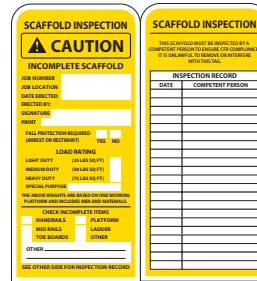 SCAFFOLD INSPECTION
CAUTION
INCOMPLETE SCAFFOLD
JOB NUMBER
JOB LOCATION
DATE ERECTED
ERECTED BY:
SIGNATURE
PRINT
FALL PROTECTION REQUIRED
(ARREST OR RESTRAINT) YES NO
LOAD RATING
LIGHT DUTY (25 LBS SQ FT)
MEDIUM DUTY (50 LBS SQ FT)
HEAVY DUTY (75 LBS SQ FT)
SPECIAL PURPOSE
THE ABOVE WEIGHTS ARE BASED ON ONE WORKING
PLATFORM AND INCLUDES MEN AND MATERIALS.
CHECK INCOMPLETE ITEMS
HANDRAILS PLATFORM
MID RAILS LADDER
TOE BOARDS OTHER
OTHER
SEE OTHER SIDE FOR INSPECTION RECORD
SCAFFOLD INSPECTION
THIS SCAFFOLD MUST BE INSPECTED BY A
COMPETENT PERSON TO ENSURE CFR COMPLIANCE
IT IS UNLAWFUL TO REMOVE OR INTERFERE
WITH THIS TAG.
INSPECTION RECORD
DATE COMPETENT PERSON